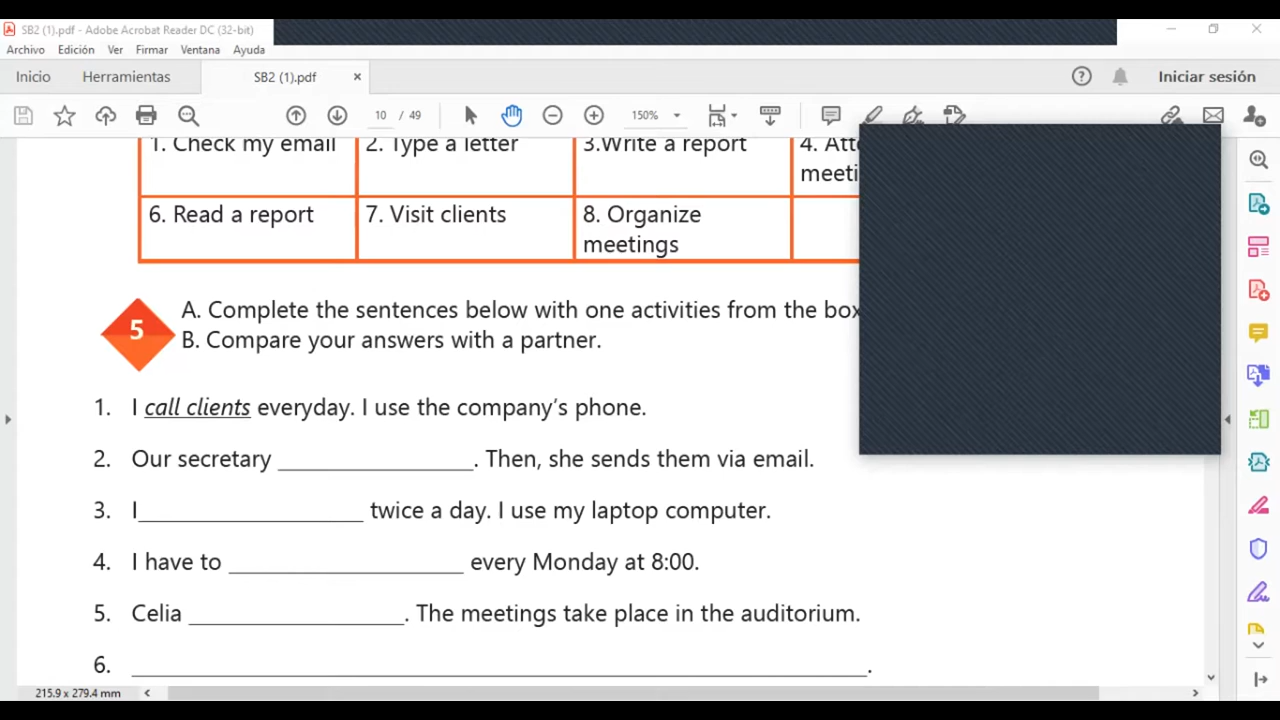 SB2 (1).pdf - Adobe Acrobat Reader DC (32-bit)
Archivo Edición Ver Firmar Ventana Ayuda
Inicio Herramientas SB2 (1).pdf × Iniciar sesión
10 / 49 150%
1. Check my email 2. Type a letter 3.Write a report 4. Atte
meeti
6. Read a report 7. Visit clients 8. Organize
meetings
5
A. Complete the sentences below with one activities from the box
B. Compare your answers with a partner.
1. I call clients everyday. I use the company's phone.
2. Our secretary ________________. Then, she sends them via email.
3. I___________________ twice a day. I use my laptop computer.
4. I have to ___________________ every Monday at 8:00.
5. Celia __________________. The meetings take place in the auditorium.
6. ______________________________________________________________.
215.9 x 279.4 mm